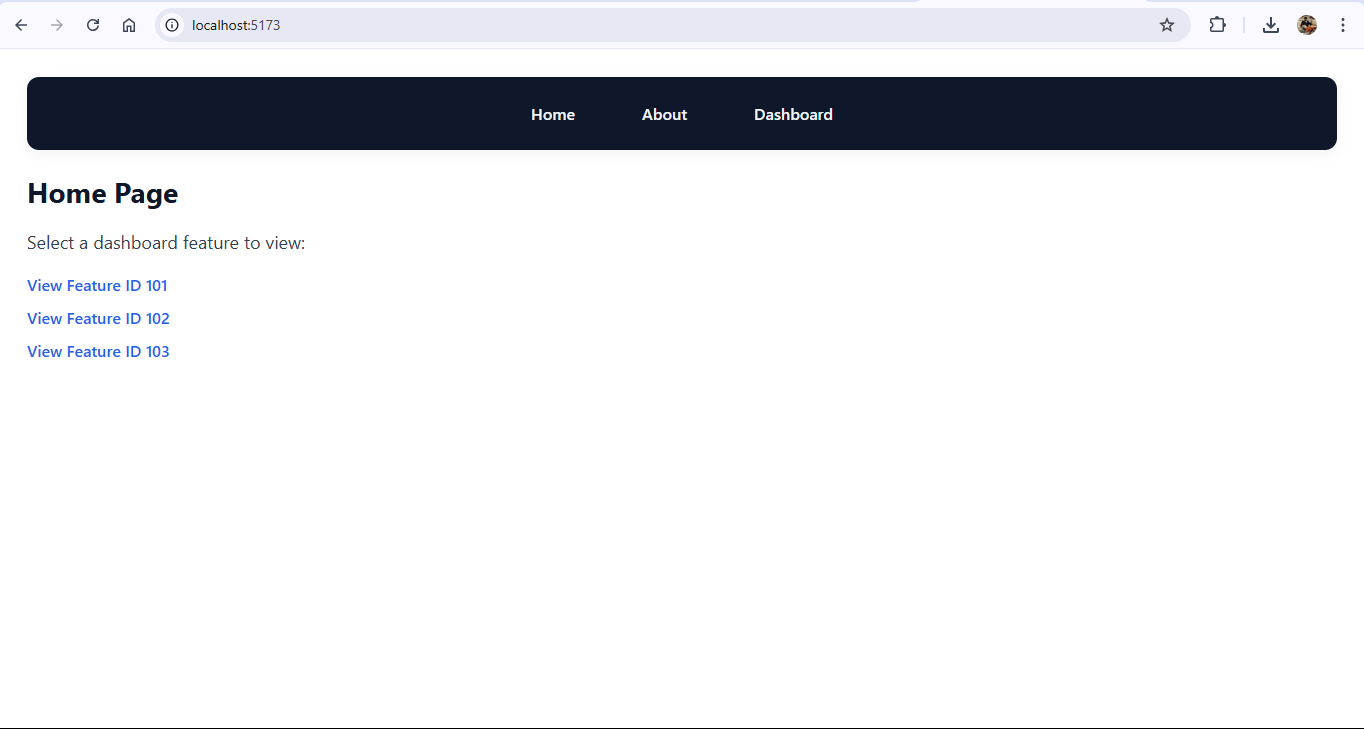 localhost:5173
Home About Dashboard
Home Page
Select a dashboard feature to view:
View Feature ID 101
View Feature ID 102
View Feature ID 103